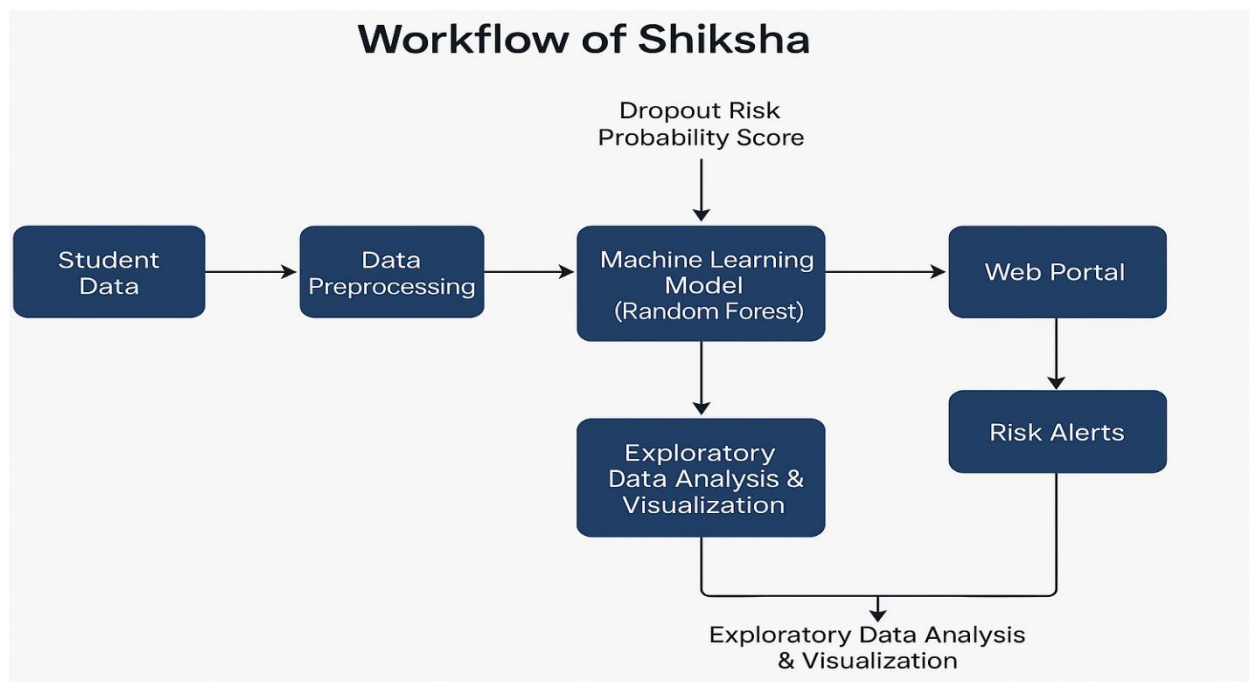 Workflow of Shiksha
Dropout Risk
Probability Score
Student
Data
Data
Preprocessing
Machine Learning
Model
(Random Forest)
Web Portal
Exploratory
Data Analysis &
Visualization
Risk Alerts
Exploratory Data Analysis
& Visualization